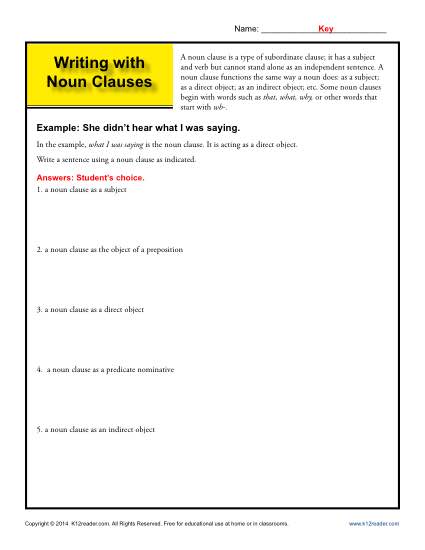 Name: Key
Writing with
Noun Clauses
A noun clause is a type of subordinate clause; it has a subject
and verb but cannot stand alone as an independent sentence. A
noun clause functions the same way a noun does: as a subject;
as a direct object; as an indirect object; etc. Some noun clauses
begin with words such as that, what, why, or other words that
start with wh-.
Example: She didn't hear what I was saying.
In the example, what I was saying is the noun clause. It is acting as a direct object.
Write a sentence using a noun clause as indicated.
Answers: Student's choice.
1. a noun clause as a subject
2. a noun clause as the object of a preposition
3. a noun clause as a direct object
4. a noun clause as a predicate nominative
5. a noun clause as an indirect object
Copyright © 2014 K12reader.com. All Rights Reserved. Free for educational use at home or in classrooms.
www.k12reader.com